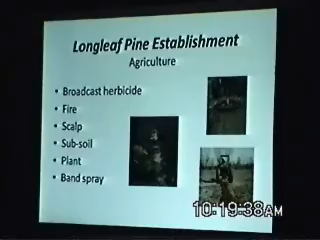 Longleaf Pine Establishment
Agriculture
• Broadcast herbicide
• Fire
• Scalp
• Sub-soil
• Plant
• Band spray
10:19:38AM